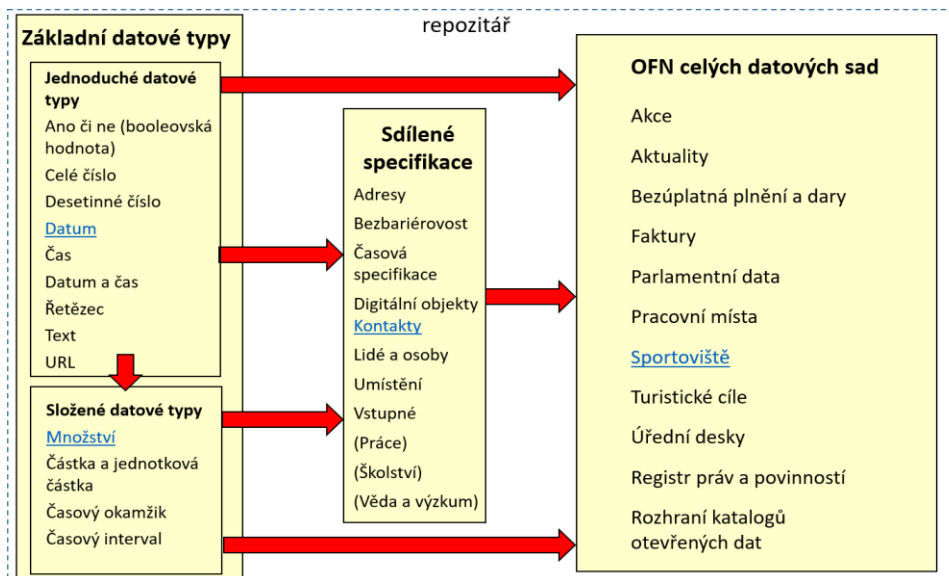 repozitář
Základní datové typy
Jednoduché datové
typy
Ano či ne (booleovská
hodnota)
Celé číslo
Desetinné číslo
Datum
Čas
Datum a čas
Řetězec
Text
URL
Složené datové typy
Množství
Částka a jednotková
částka
Časový okamžik
Časový interval
Sdílené
specifikace
Adresy
Bezbariérovost
Časová
specifikace
Digitální objekty
Kontakty
Lidé a osoby
Umístění
Vstupné
(Práce)
(Školství)
(Věda a výzkum)
OFN celých datových sad
Akce
Aktuality
Bezúplatná plnění a dary
Faktury
Parlamentní data
Pracovní místa
Sportoviště
Turistické cíle
Úřední desky
Registr práv a povinností
Rozhraní katalogů
otevřených dat